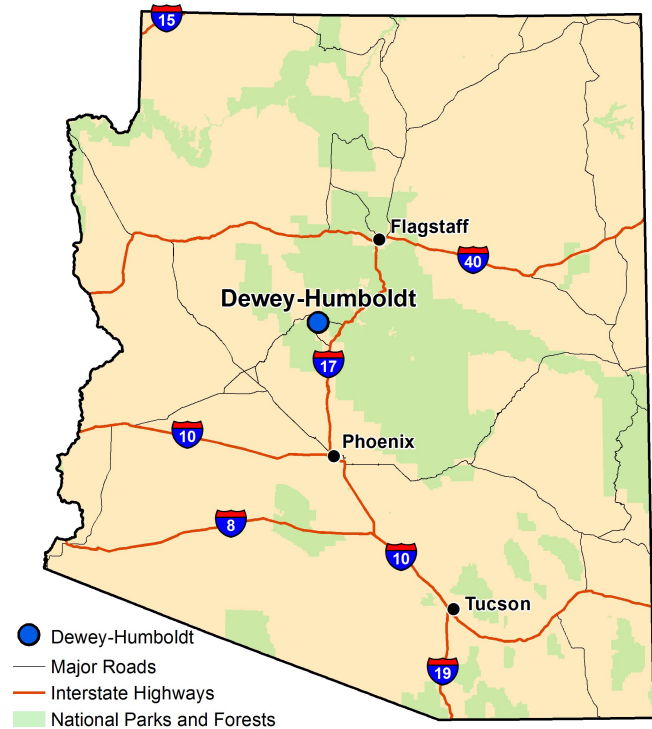 15
Flagstaff
40
Dewey-Humboldt
17
10
Phoenix
8
10
Tucson
19
Dewey-Humboldt
Major Roads
Interstate Highways
National Parks and Forests